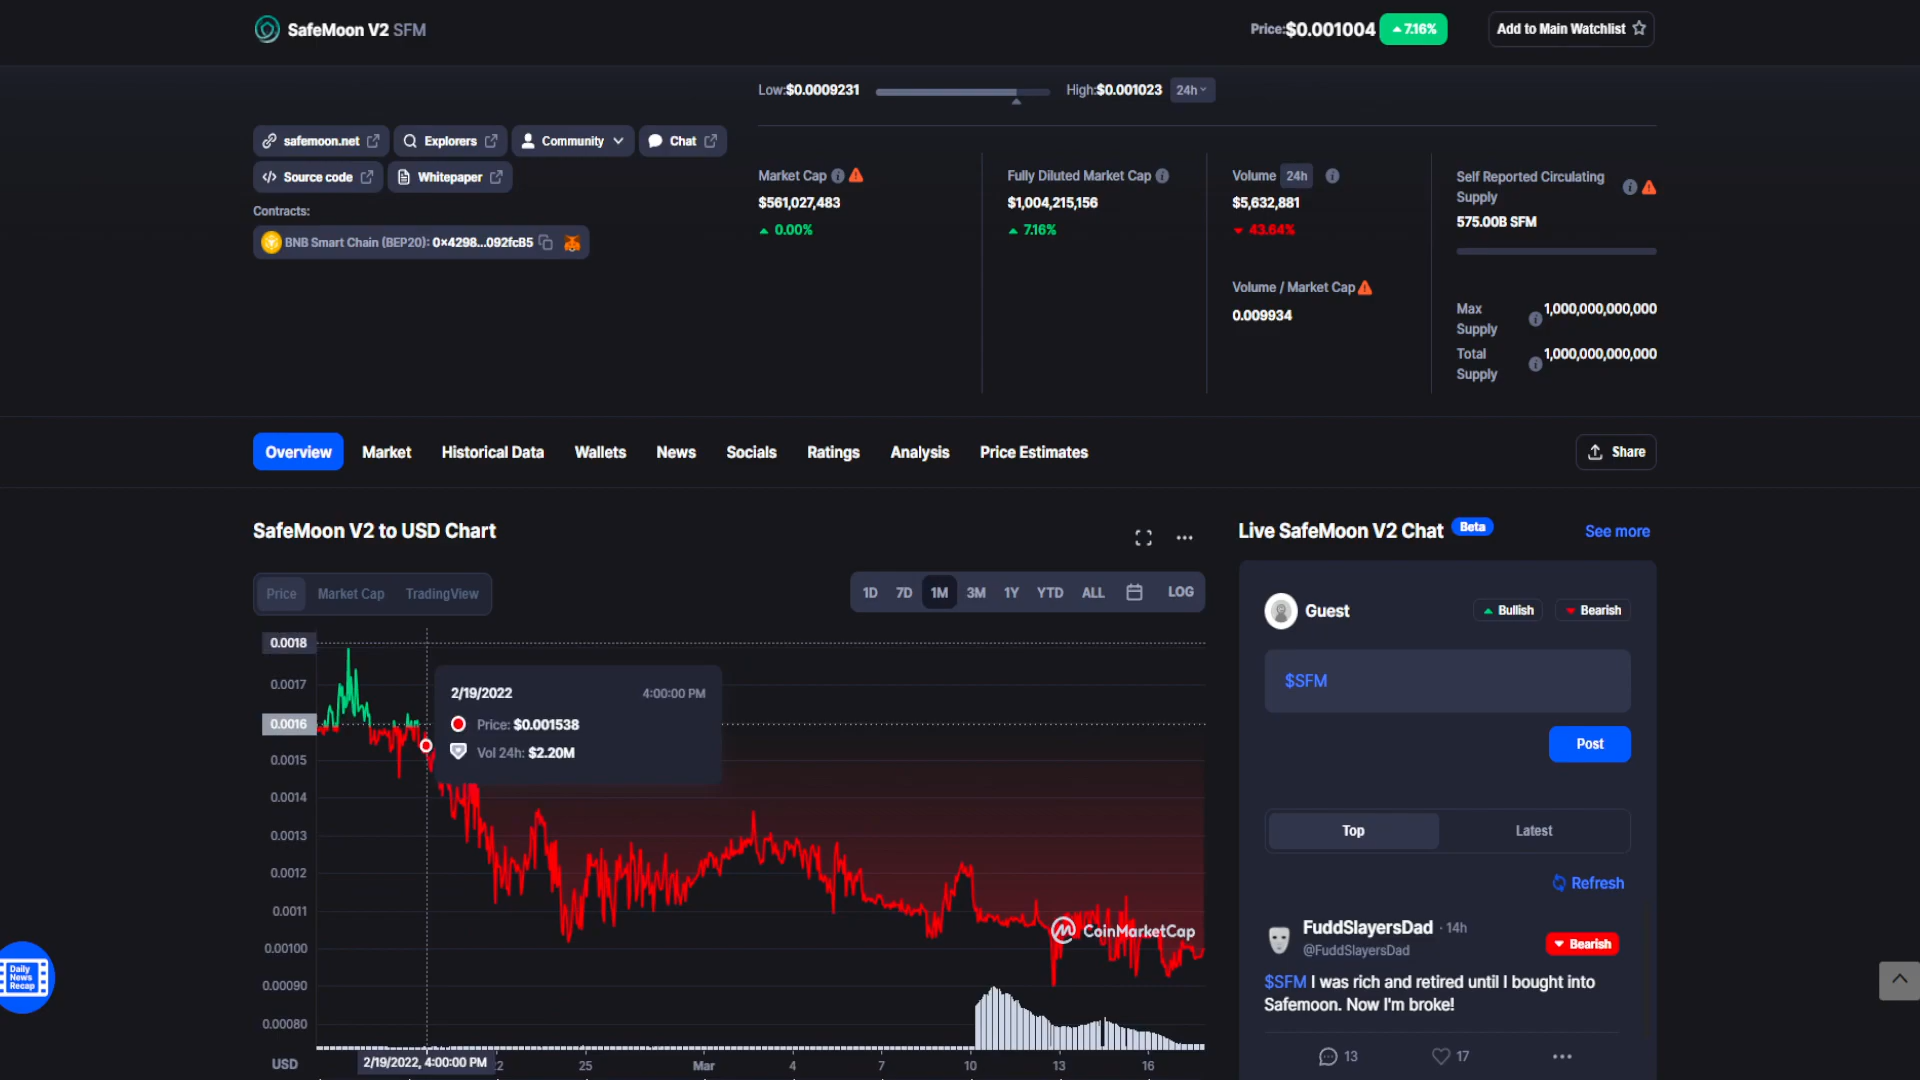 SafeMoon V2 SFM
Price:$0.001004 7.16%
Add to Main Watchlist
Low:$0.0009231
High:$0.001023
24h
safemoon.net
Explorers
Community
Chat
Source code
Whitepaper
Contracts:
BNB Smart Chain (BEP20): 0x4298...092fcB5
Market Cap
$561,027,483
0.00%
Fully Diluted Market Cap
$1,004,215,156
7.16%
Volume 24h
$5,632,881
43.64%
Volume / Market Cap
0.009934
Self Reported Circulating
Supply
575.00B SFM
Max
Supply
1,000,000,000,000
Total
Supply
1,000,000,000,000
Overview
Market
Historical Data
Wallets
News
Socials
Ratings
Analysis
Price Estimates
Share
SafeMoon V2 to USD Chart
Price
Market Cap
TradingView
1D
7D
1M
3M
1Y
YTD
ALL
LOG
0.0018
0.0017
0.0016
0.0015
0.0014
0.0013
0.0012
0.0011
0.00100
0.00090
0.00080
2/19/2022
4:00:00 PM
Price: $0.001538
Vol 24h: $2.20M
CoinMarketCap
USD
2/19/2022, 4:00:00 PM
25
Mar
4
7
10
13
16
Live SafeMoon V2 Chat Beta
See more
Guest
Bullish
Bearish
$SFM
Post
Top
Latest
Refresh
FuddSlayersDad · 14h
@FuddSlayersDad
Bearish
$SFM I was rich and retired until I bought into
Safemoon. Now I'm broke!
13
17
Daily
News
Recap